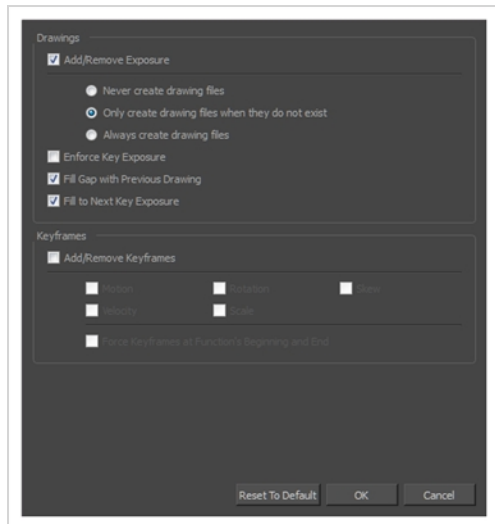 Drawings
Add/Remove Exposure
Never create drawing files
Only create drawing files when they do not exist
Always create drawing files
Enforce Key Exposure
Fill Gap with Previous Drawing
Fill to Next Key Exposure
Keyframes
Add/Remove Keyframes
Motion Rotation Skew
Velocity Scale
Force Keyframes at Function's Beginning and End
Reset To Default OK Cancel